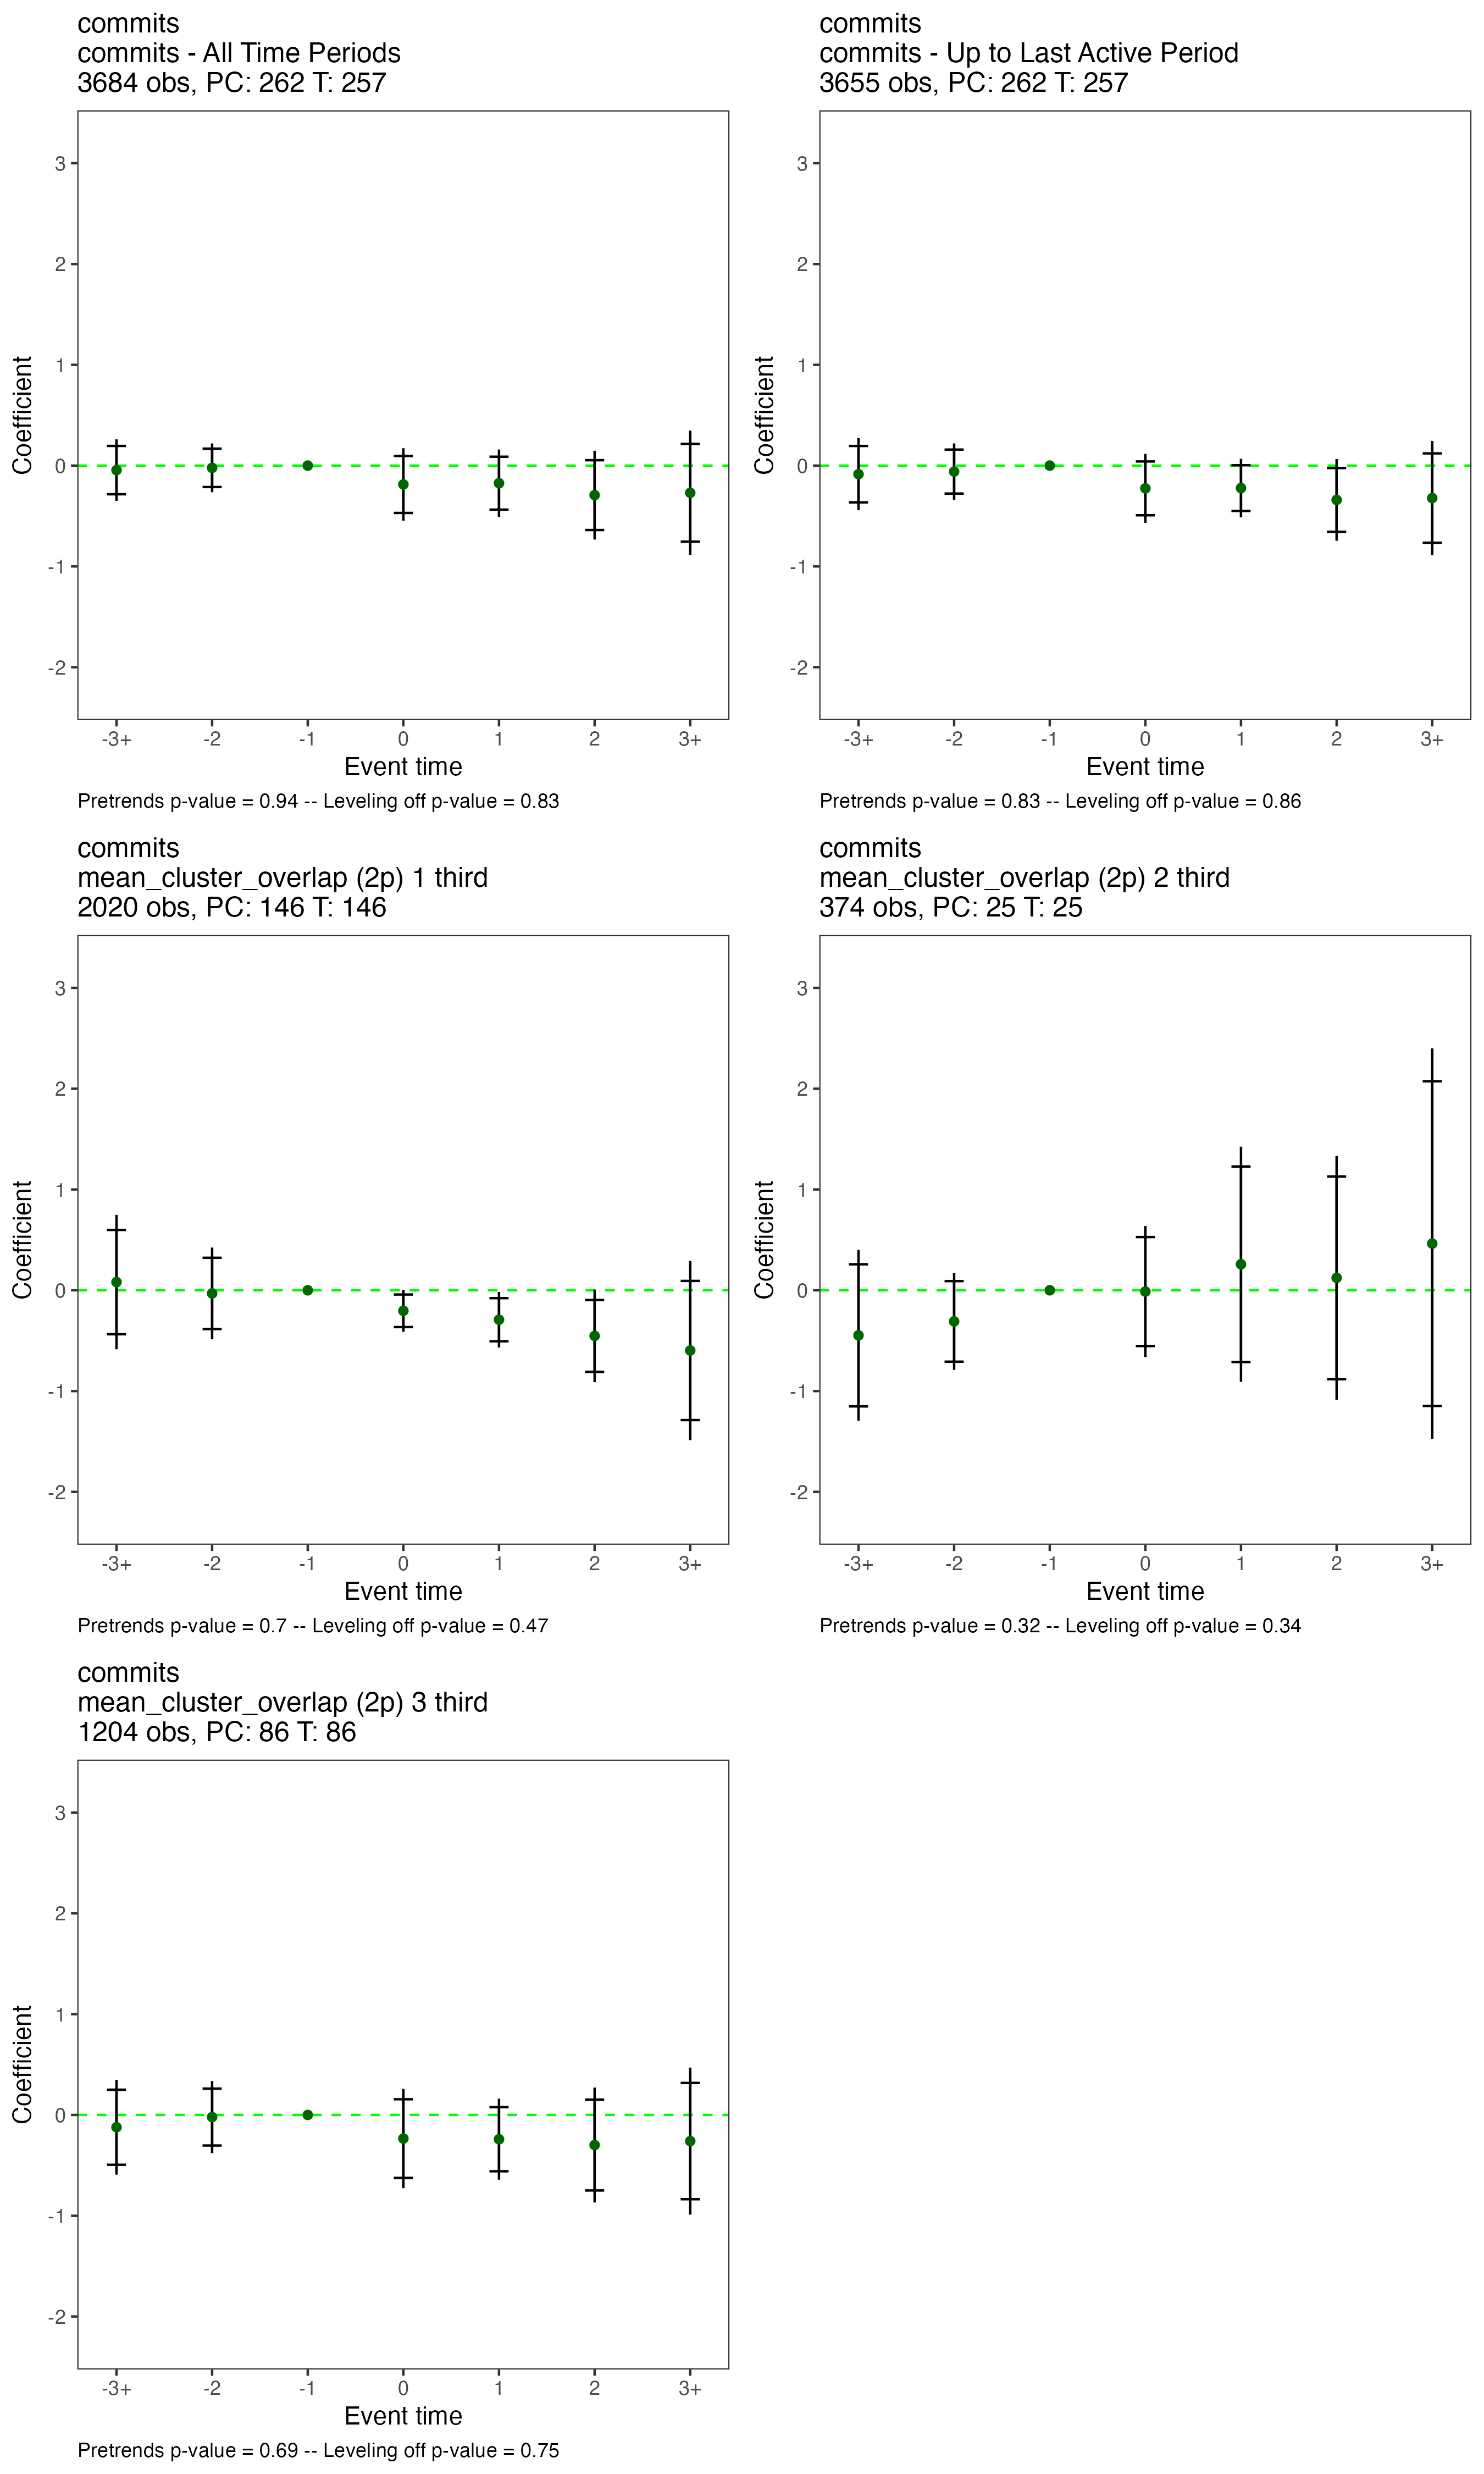 commits
commits - All Time Periods
3684 obs, PC: 262 T: 257
3
2
1
0
-1
-2
Coefficient
-3+ -2 -1 0 1 2 3+
Event time
Pretrends p-value = 0.94 -- Leveling off p-value = 0.83
commits
commits - Up to Last Active Period
3655 obs, PC: 262 T: 257
3
2
1
0
-1
-2
Coefficient
-3+ -2 -1 0 1 2 3+
Event time
Pretrends p-value = 0.83 -- Leveling off p-value = 0.86
commits
mean_cluster_overlap (2p) 1 third
2020 obs, PC: 146 T: 146
3
2
1
0
-1
-2
Coefficient
-3+ -2 -1 0 1 2 3+
Event time
Pretrends p-value = 0.7 -- Leveling off p-value = 0.47
commits
mean_cluster_overlap (2p) 2 third
374 obs, PC: 25 T: 25
3
2
1
0
-1
-2
Coefficient
-3+ -2 -1 0 1 2 3+
Event time
Pretrends p-value = 0.32 -- Leveling off p-value = 0.34
commits
mean_cluster_overlap (2p) 3 third
1204 obs, PC: 86 T: 86
3
2
1
0
-1
-2
Coefficient
-3+ -2 -1 0 1 2 3+
Event time
Pretrends p-value = 0.69 -- Leveling off p-value = 0.75